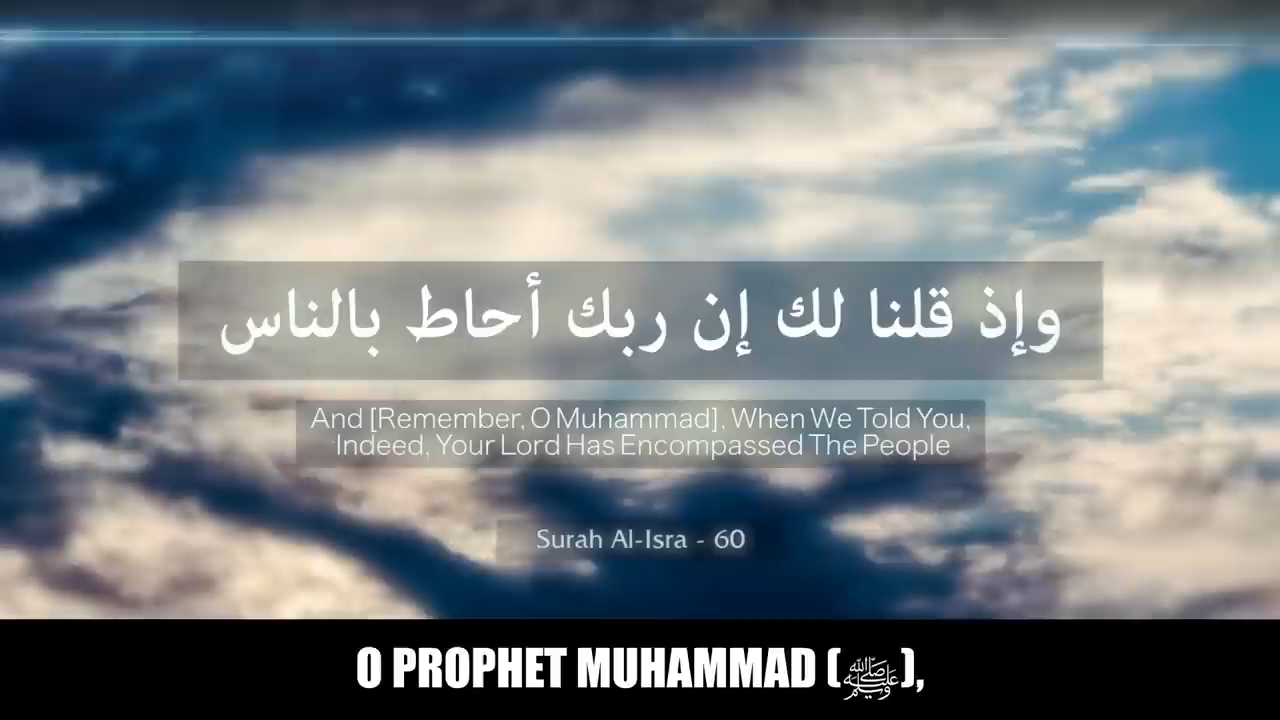 وإذ قلنا لك إن ربك أحاط بالناس
And [Remember, O Muhammad], When We Told You,
'Indeed, Your Lord Has Encompassed The People
Surah Al-Isra - 60
O PROPHET MUHAMMAD (ﷺ),